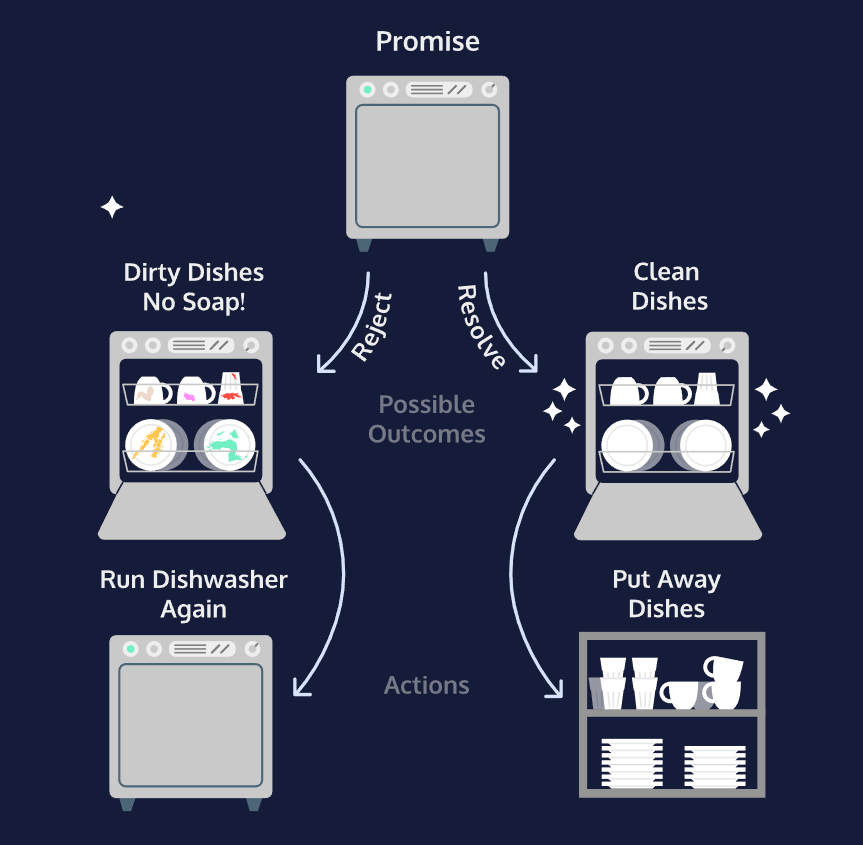 Promise
Dirty Dishes
No Soap!
Reject
Resolve
Clean
Dishes
Possible
Outcomes
Run Dishwasher
Again
Put Away
Dishes
Actions